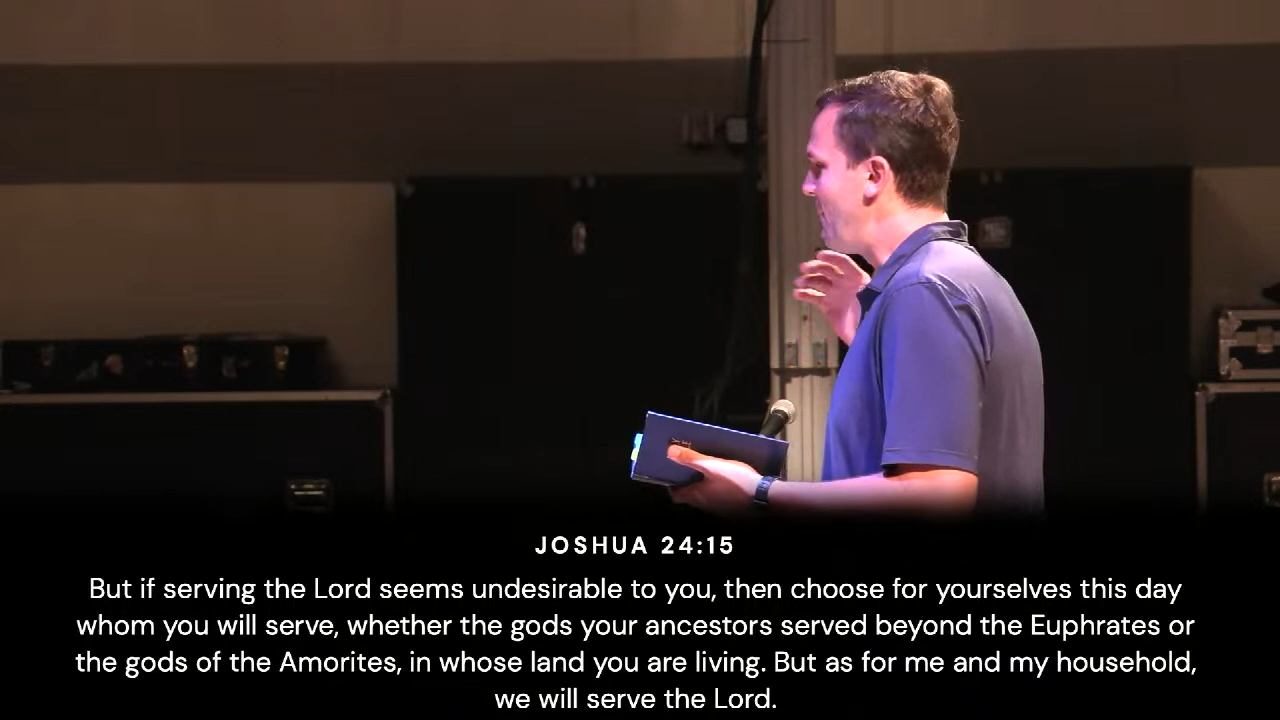 JOSHUA 24:15
But if serving the Lord seems undesirable to you, then choose for yourselves this day
whom you will serve, whether the gods your ancestors served beyond the Euphrates or
the gods of the Amorites, in whose land you are living. But as for me and my household,
we will serve the Lord.